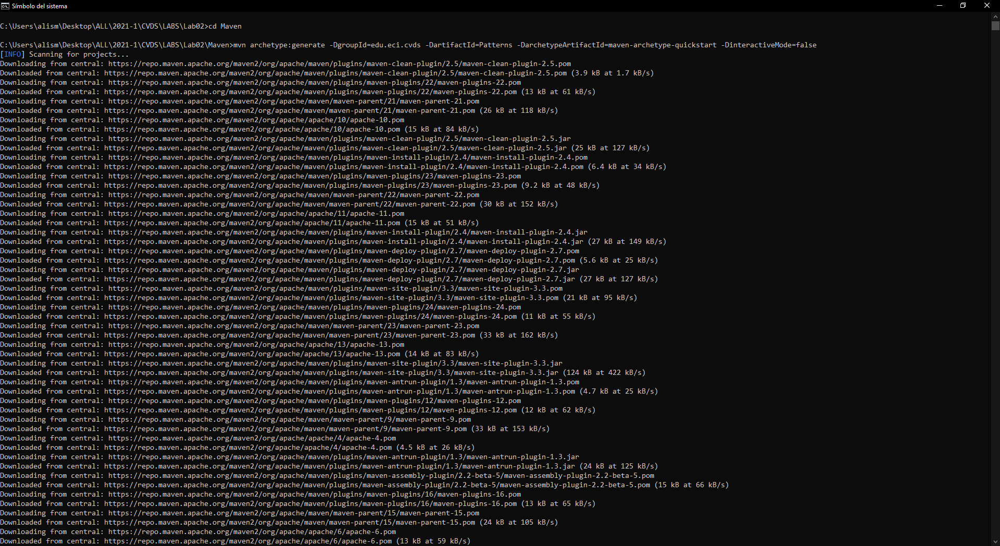 Símbolo del sistema
C:\Users\alism\Desktop\ALL\2021-1\CVDS\LABS\Lab02>cd Maven
C:\Users\alism\Desktop\ALL\2021-1\CVDS\LABS\Lab02\Maven>mvn archetype:generate -DgroupId=edu.eci.cvds -DartifactId=Patterns -DarchetypeArtifactId=maven-archetype-quickstart -DinteractiveMode=false
[INFO] Scanning for projects...
Downloading from central: https://repo.maven.apache.org/maven2/org/apache/maven/plugins/maven-clean-plugin/2.5/maven-clean-plugin-2.5.pom
Downloaded from central: https://repo.maven.apache.org/maven2/org/apache/maven/plugins/maven-clean-plugin/2.5/maven-clean-plugin-2.5.pom (3.9 kB at 1.7 kB/s)
Downloading from central: https://repo.maven.apache.org/maven2/org/apache/maven/plugins/maven-plugins/22/maven-plugins-22.pom
Downloaded from central: https://repo.maven.apache.org/maven2/org/apache/maven/plugins/maven-plugins/22/maven-plugins-22.pom (13 kB at 61 kB/s)
Downloading from central: https://repo.maven.apache.org/maven2/org/apache/maven/maven-parent/21/maven-parent-21.pom
Downloaded from central: https://repo.maven.apache.org/maven2/org/apache/maven/maven-parent/21/maven-parent-21.pom (26 kB at 118 kB/s)
Downloading from central: https://repo.maven.apache.org/maven2/org/apache/apache/10/apache-10.pom
Downloaded from central: https://repo.maven.apache.org/maven2/org/apache/apache/10/apache-10.pom (15 kB at 84 kB/s)
Downloading from central: https://repo.maven.apache.org/maven2/org/apache/maven/plugins/maven-clean-plugin/2.5/maven-clean-plugin-2.5.jar
Downloaded from central: https://repo.maven.apache.org/maven2/org/apache/maven/plugins/maven-clean-plugin/2.5/maven-clean-plugin-2.5.jar (25 kB at 127 kB/s)
Downloading from central: https://repo.maven.apache.org/maven2/org/apache/maven/plugins/maven-install-plugin/2.4/maven-install-plugin-2.4.pom
Downloaded from central: https://repo.maven.apache.org/maven2/org/apache/maven/plugins/maven-install-plugin/2.4/maven-install-plugin-2.4.pom (6.4 kB at 34 kB/s)
Downloading from central: https://repo.maven.apache.org/maven2/org/apache/maven/plugins/maven-plugins/23/maven-plugins-23.pom
Downloaded from central: https://repo.maven.apache.org/maven2/org/apache/maven/plugins/maven-plugins/23/maven-plugins-23.pom (9.2 kB at 48 kB/s)
Downloading from central: https://repo.maven.apache.org/maven2/org/apache/maven/maven-parent/22/maven-parent-22.pom
Downloaded from central: https://repo.maven.apache.org/maven2/org/apache/maven/maven-parent/22/maven-parent-22.pom (30 kB at 152 kB/s)
Downloading from central: https://repo.maven.apache.org/maven2/org/apache/apache/11/apache-11.pom
Downloaded from central: https://repo.maven.apache.org/maven2/org/apache/apache/11/apache-11.pom (15 kB at 51 kB/s)
Downloading from central: https://repo.maven.apache.org/maven2/org/apache/maven/plugins/maven-install-plugin/2.4/maven-install-plugin-2.4.jar
Downloaded from central: https://repo.maven.apache.org/maven2/org/apache/maven/plugins/maven-install-plugin/2.4/maven-install-plugin-2.4.jar (27 kB at 149 kB/s)
Downloading from central: https://repo.maven.apache.org/maven2/org/apache/maven/plugins/maven-deploy-plugin/2.7/maven-deploy-plugin-2.7.pom
Downloaded from central: https://repo.maven.apache.org/maven2/org/apache/maven/plugins/maven-deploy-plugin/2.7/maven-deploy-plugin-2.7.pom (5.6 kB at 25 kB/s)
Downloading from central: https://repo.maven.apache.org/maven2/org/apache/maven/plugins/maven-deploy-plugin/2.7/maven-deploy-plugin-2.7.jar
Downloaded from central: https://repo.maven.apache.org/maven2/org/apache/maven/plugins/maven-deploy-plugin/2.7/maven-deploy-plugin-2.7.jar (27 kB at 127 kB/s)
Downloading from central: https://repo.maven.apache.org/maven2/org/apache/maven/plugins/maven-site-plugin/3.3/maven-site-plugin-3.3.pom
Downloaded from central: https://repo.maven.apache.org/maven2/org/apache/maven/plugins/maven-site-plugin/3.3/maven-site-plugin-3.3.pom (21 kB at 95 kB/s)
Downloading from central: https://repo.maven.apache.org/maven2/org/apache/maven/plugins/maven-plugins/24/maven-plugins-24.pom
Downloaded from central: https://repo.maven.apache.org/maven2/org/apache/maven/plugins/maven-plugins/24/maven-plugins-24.pom (11 kB at 55 kB/s)
Downloading from central: https://repo.maven.apache.org/maven2/org/apache/maven/maven-parent/23/maven-parent-23.pom
Downloaded from central: https://repo.maven.apache.org/maven2/org/apache/maven/maven-parent/23/maven-parent-23.pom (33 kB at 162 kB/s)
Downloading from central: https://repo.maven.apache.org/maven2/org/apache/apache/13/apache-13.pom
Downloaded from central: https://repo.maven.apache.org/maven2/org/apache/apache/13/apache-13.pom (14 kB at 83 kB/s)
Downloading from central: https://repo.maven.apache.org/maven2/org/apache/maven/plugins/maven-site-plugin/3.3/maven-site-plugin-3.3.jar
Downloaded from central: https://repo.maven.apache.org/maven2/org/apache/maven/plugins/maven-site-plugin/3.3/maven-site-plugin-3.3.jar (124 kB at 422 kB/s)
Downloading from central: https://repo.maven.apache.org/maven2/org/apache/maven/plugins/maven-antrun-plugin/1.3/maven-antrun-plugin-1.3.pom
Downloaded from central: https://repo.maven.apache.org/maven2/org/apache/maven/plugins/maven-antrun-plugin/1.3/maven-antrun-plugin-1.3.pom (4.7 kB at 25 kB/s)
Downloading from central: https://repo.maven.apache.org/maven2/org/apache/maven/plugins/maven-plugins/12/maven-plugins-12.pom
Downloaded from central: https://repo.maven.apache.org/maven2/org/apache/maven/plugins/maven-plugins/12/maven-plugins-12.pom (12 kB at 62 kB/s)
Downloading from central: https://repo.maven.apache.org/maven2/org/apache/maven/maven-parent/9/maven-parent-9.pom
Downloaded from central: https://repo.maven.apache.org/maven2/org/apache/maven/maven-parent/9/maven-parent-9.pom (33 kB at 153 kB/s)
Downloading from central: https://repo.maven.apache.org/maven2/org/apache/apache/4/apache-4.pom
Downloaded from central: https://repo.maven.apache.org/maven2/org/apache/apache/4/apache-4.pom (4.5 kB at 26 kB/s)
Downloading from central: https://repo.maven.apache.org/maven2/org/apache/maven/plugins/maven-antrun-plugin/1.3/maven-antrun-plugin-1.3.jar
Downloaded from central: https://repo.maven.apache.org/maven2/org/apache/maven/plugins/maven-antrun-plugin/1.3/maven-antrun-plugin-1.3.jar (24 kB at 125 kB/s)
Downloading from central: https://repo.maven.apache.org/maven2/org/apache/maven/plugins/maven-assembly-plugin/2.2-beta-5/maven-assembly-plugin-2.2-beta-5.pom
Downloaded from central: https://repo.maven.apache.org/maven2/org/apache/maven/plugins/maven-assembly-plugin/2.2-beta-5/maven-assembly-plugin-2.2-beta-5.pom (15 kB at 66 kB/s)
Downloading from central: https://repo.maven.apache.org/maven2/org/apache/maven/plugins/maven-plugins/16/maven-plugins-16.pom
Downloaded from central: https://repo.maven.apache.org/maven2/org/apache/maven/plugins/maven-plugins/16/maven-plugins-16.pom (13 kB at 65 kB/s)
Downloading from central: https://repo.maven.apache.org/maven2/org/apache/maven/maven-parent/15/maven-parent-15.pom
Downloaded from central: https://repo.maven.apache.org/maven2/org/apache/maven/maven-parent/15/maven-parent-15.pom (24 kB at 105 kB/s)
Downloading from central: https://repo.maven.apache.org/maven2/org/apache/apache/6/apache-6.pom
Downloaded from central: https://repo.maven.apache.org/maven2/org/apache/apache/6/apache-6.pom (13 kB at 59 kB/s)